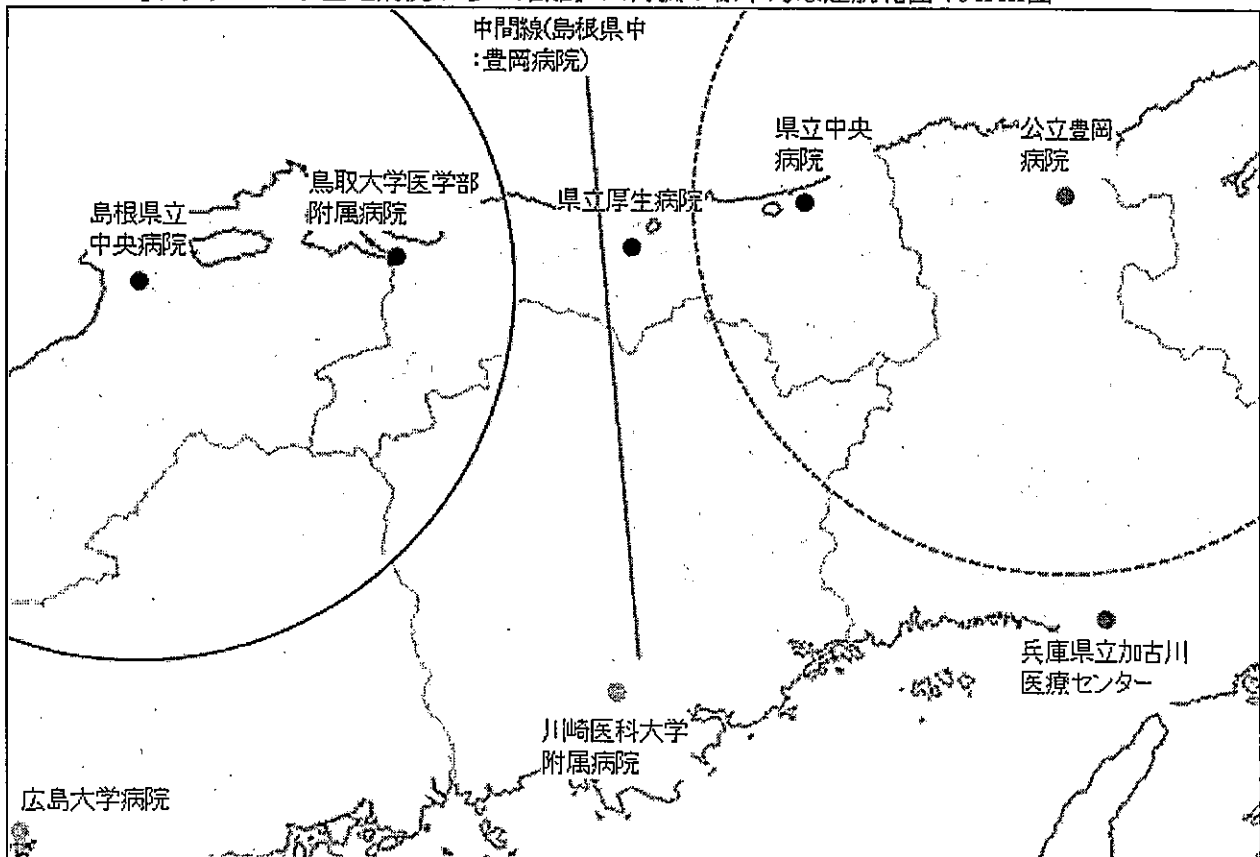 中間線(島根県中
:豊岡病院)
県立中央
病院
公立豊岡
病院
鳥取大学医学部
附属病院
県立厚生病院
島根県立
中央病院
兵庫県立加古川
医療センター
川崎医科大学
附属病院
広島大学病院